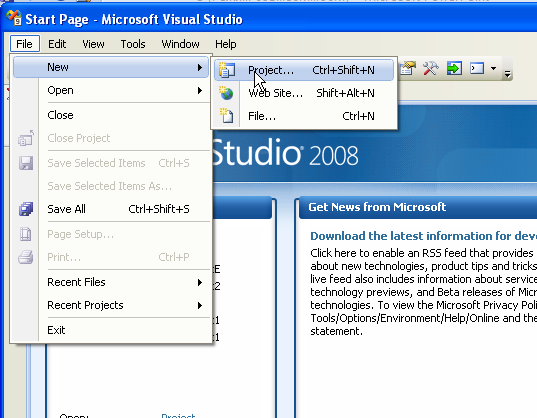 Start Page - Microsoft Visual Studio
File Edit View Tools Window Help
New
Project... Ctrl+Shift+N
Open
Web Site... Shift+Alt+N
Close
File... Ctrl+N
Close Project
Studio 2008
Save Selected Items Ctrl+S
Save Selected Items As...
Save All Ctrl+Shift+S
Get News from Microsoft
Page Setup...
Download the latest information for deve
Print... Ctrl+P
Click here to enable an RSS feed that provides
about new technologies, product tips and tricks
Recent Files
live feed also includes information about service
technology previews, and Beta releases of Micr
Recent Projects
technologies. To view the Microsoft Privacy Poli
Tools/Options/Environment/Help/Online and the
Exit
statement.
Project...